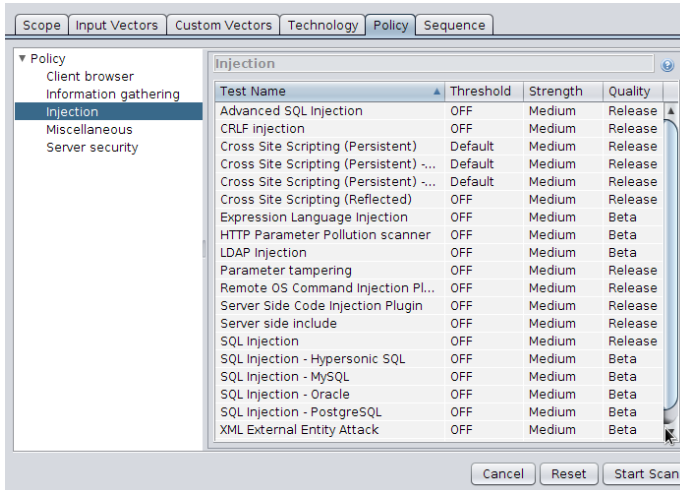 Scope Input Vectors Custom Vectors Technology Policy Sequence
Policy
Client browser
Information gathering
Injection
Miscellaneous
Server security
Injection
Test Name Threshold Strength Quality
Advanced SQL Injection OFF Medium Release
CRLF injection OFF Medium Release
Cross Site Scripting (Persistent) Default Medium Release
Cross Site Scripting (Persistent) -... Default Medium Release
Cross Site Scripting (Persistent) -... Default Medium Release
Cross Site Scripting (Reflected) OFF Medium Release
Expression Language Injection OFF Medium Beta
HTTP Parameter Pollution scanner OFF Medium Beta
LDAP Injection OFF Medium Beta
Parameter tampering OFF Medium Release
Remote OS Command Injection Pl... OFF Medium Release
Server Side Code Injection Plugin OFF Medium Release
Server side include OFF Medium Release
SQL Injection OFF Medium Release
SQL Injection - Hypersonic SQL OFF Medium Beta
SQL Injection - MySQL OFF Medium Beta
SQL Injection - Oracle OFF Medium Beta
SQL Injection - PostgreSQL OFF Medium Beta
XML External Entity Attack OFF Medium Beta
Cancel Reset Start Scan